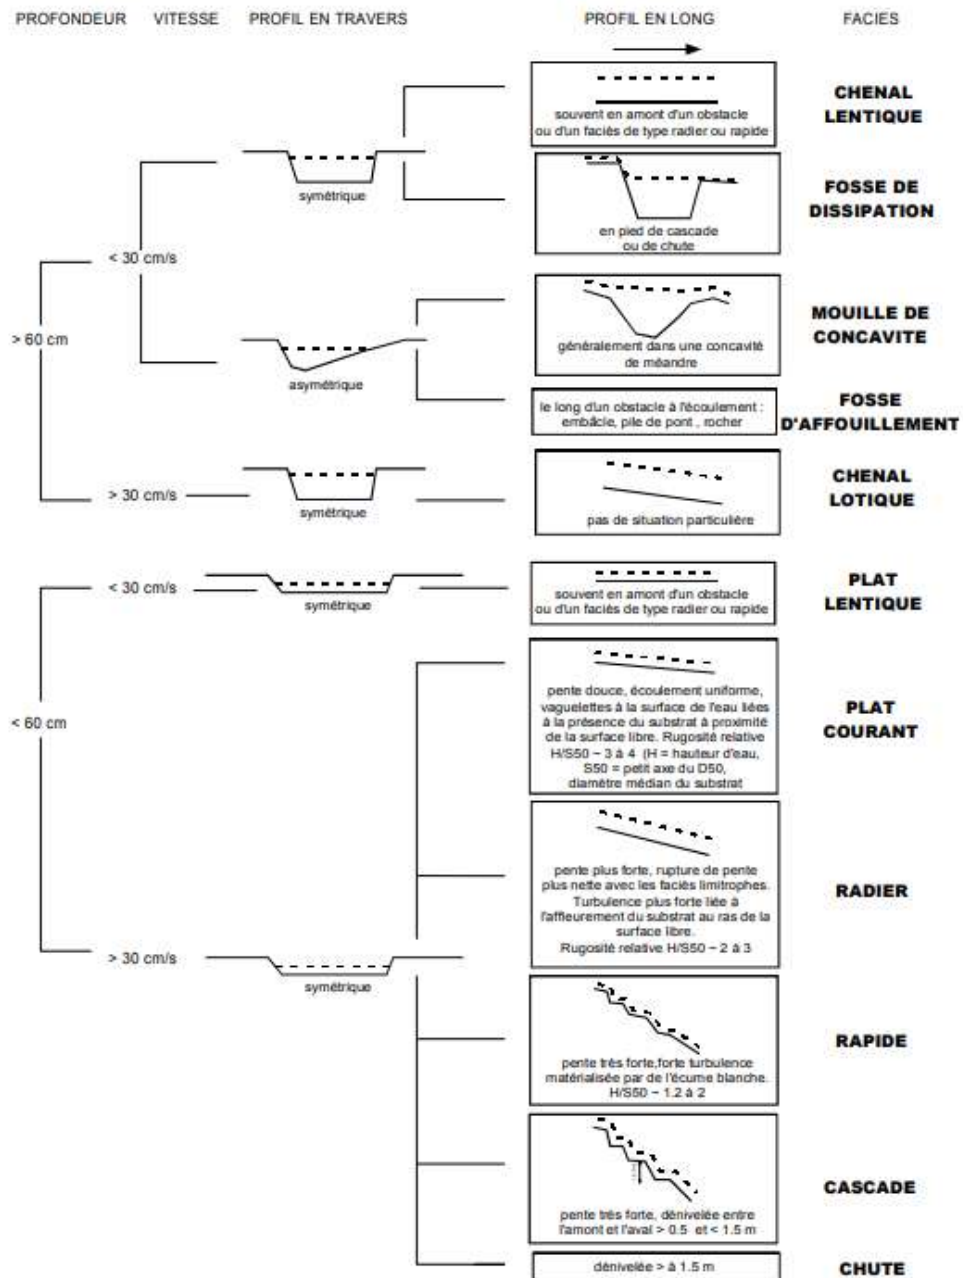 PROFONDEUR VITESSE PROFIL EN TRAVERS PROFIL EN LONG FACIES
souvent en amont d'un obstacle
ou d'un faciès de type radier ou rapide
CHENAL
LENTIQUE
symétrique
en pied de cascade
ou de chute
FOSSE DE
DISSIPATION
< 30 cm/s
> 60 cm
généralement dans une concavité
de méandre
MOUILLE DE
CONCAVITE
asymétrique
le long d'un obstacle à l'écoulement :
embâcle, pile de pont , rocher
FOSSE
D'AFFOUILLEMENT
> 30 cm/s
symétrique
pas de situation particulière
CHENAL
LOTIQUE
< 30 cm/s
symétrique
souvent en amont d'un obstacle
ou d'un faciès de type radier ou rapide
PLAT
LENTIQUE
< 60 cm
pente douce, écoulement uniforme,
vaguelettes à la surface de l'eau liées
à la présence du substrat à proximité
de la surface libre. Rugosité relative
H/S50 ~ 3 à 4 (H = hauteur d'eau,
S50 = petit axe du D50,
diamètre médian du substrat
PLAT
COURANT
pente plus forte, rupture de pente
plus nette avec les faciès limitrophes.
Turbulence plus forte liée à
l'affleurement du substrat au ras de la
surface libre.
Rugosité relative H/S50 ~ 2 à 3
RADIER
> 30 cm/s
symétrique
pente très forte,forte turbulence
matérialisée par de l'écume blanche.
H/S50 ~ 1.2 à 2
RAPIDE
pente très forte, dénivelée entre
l'amont et l'aval > 0.5 et < 1.5 m
CASCADE
dénivelée > à 1.5 m
CHUTE